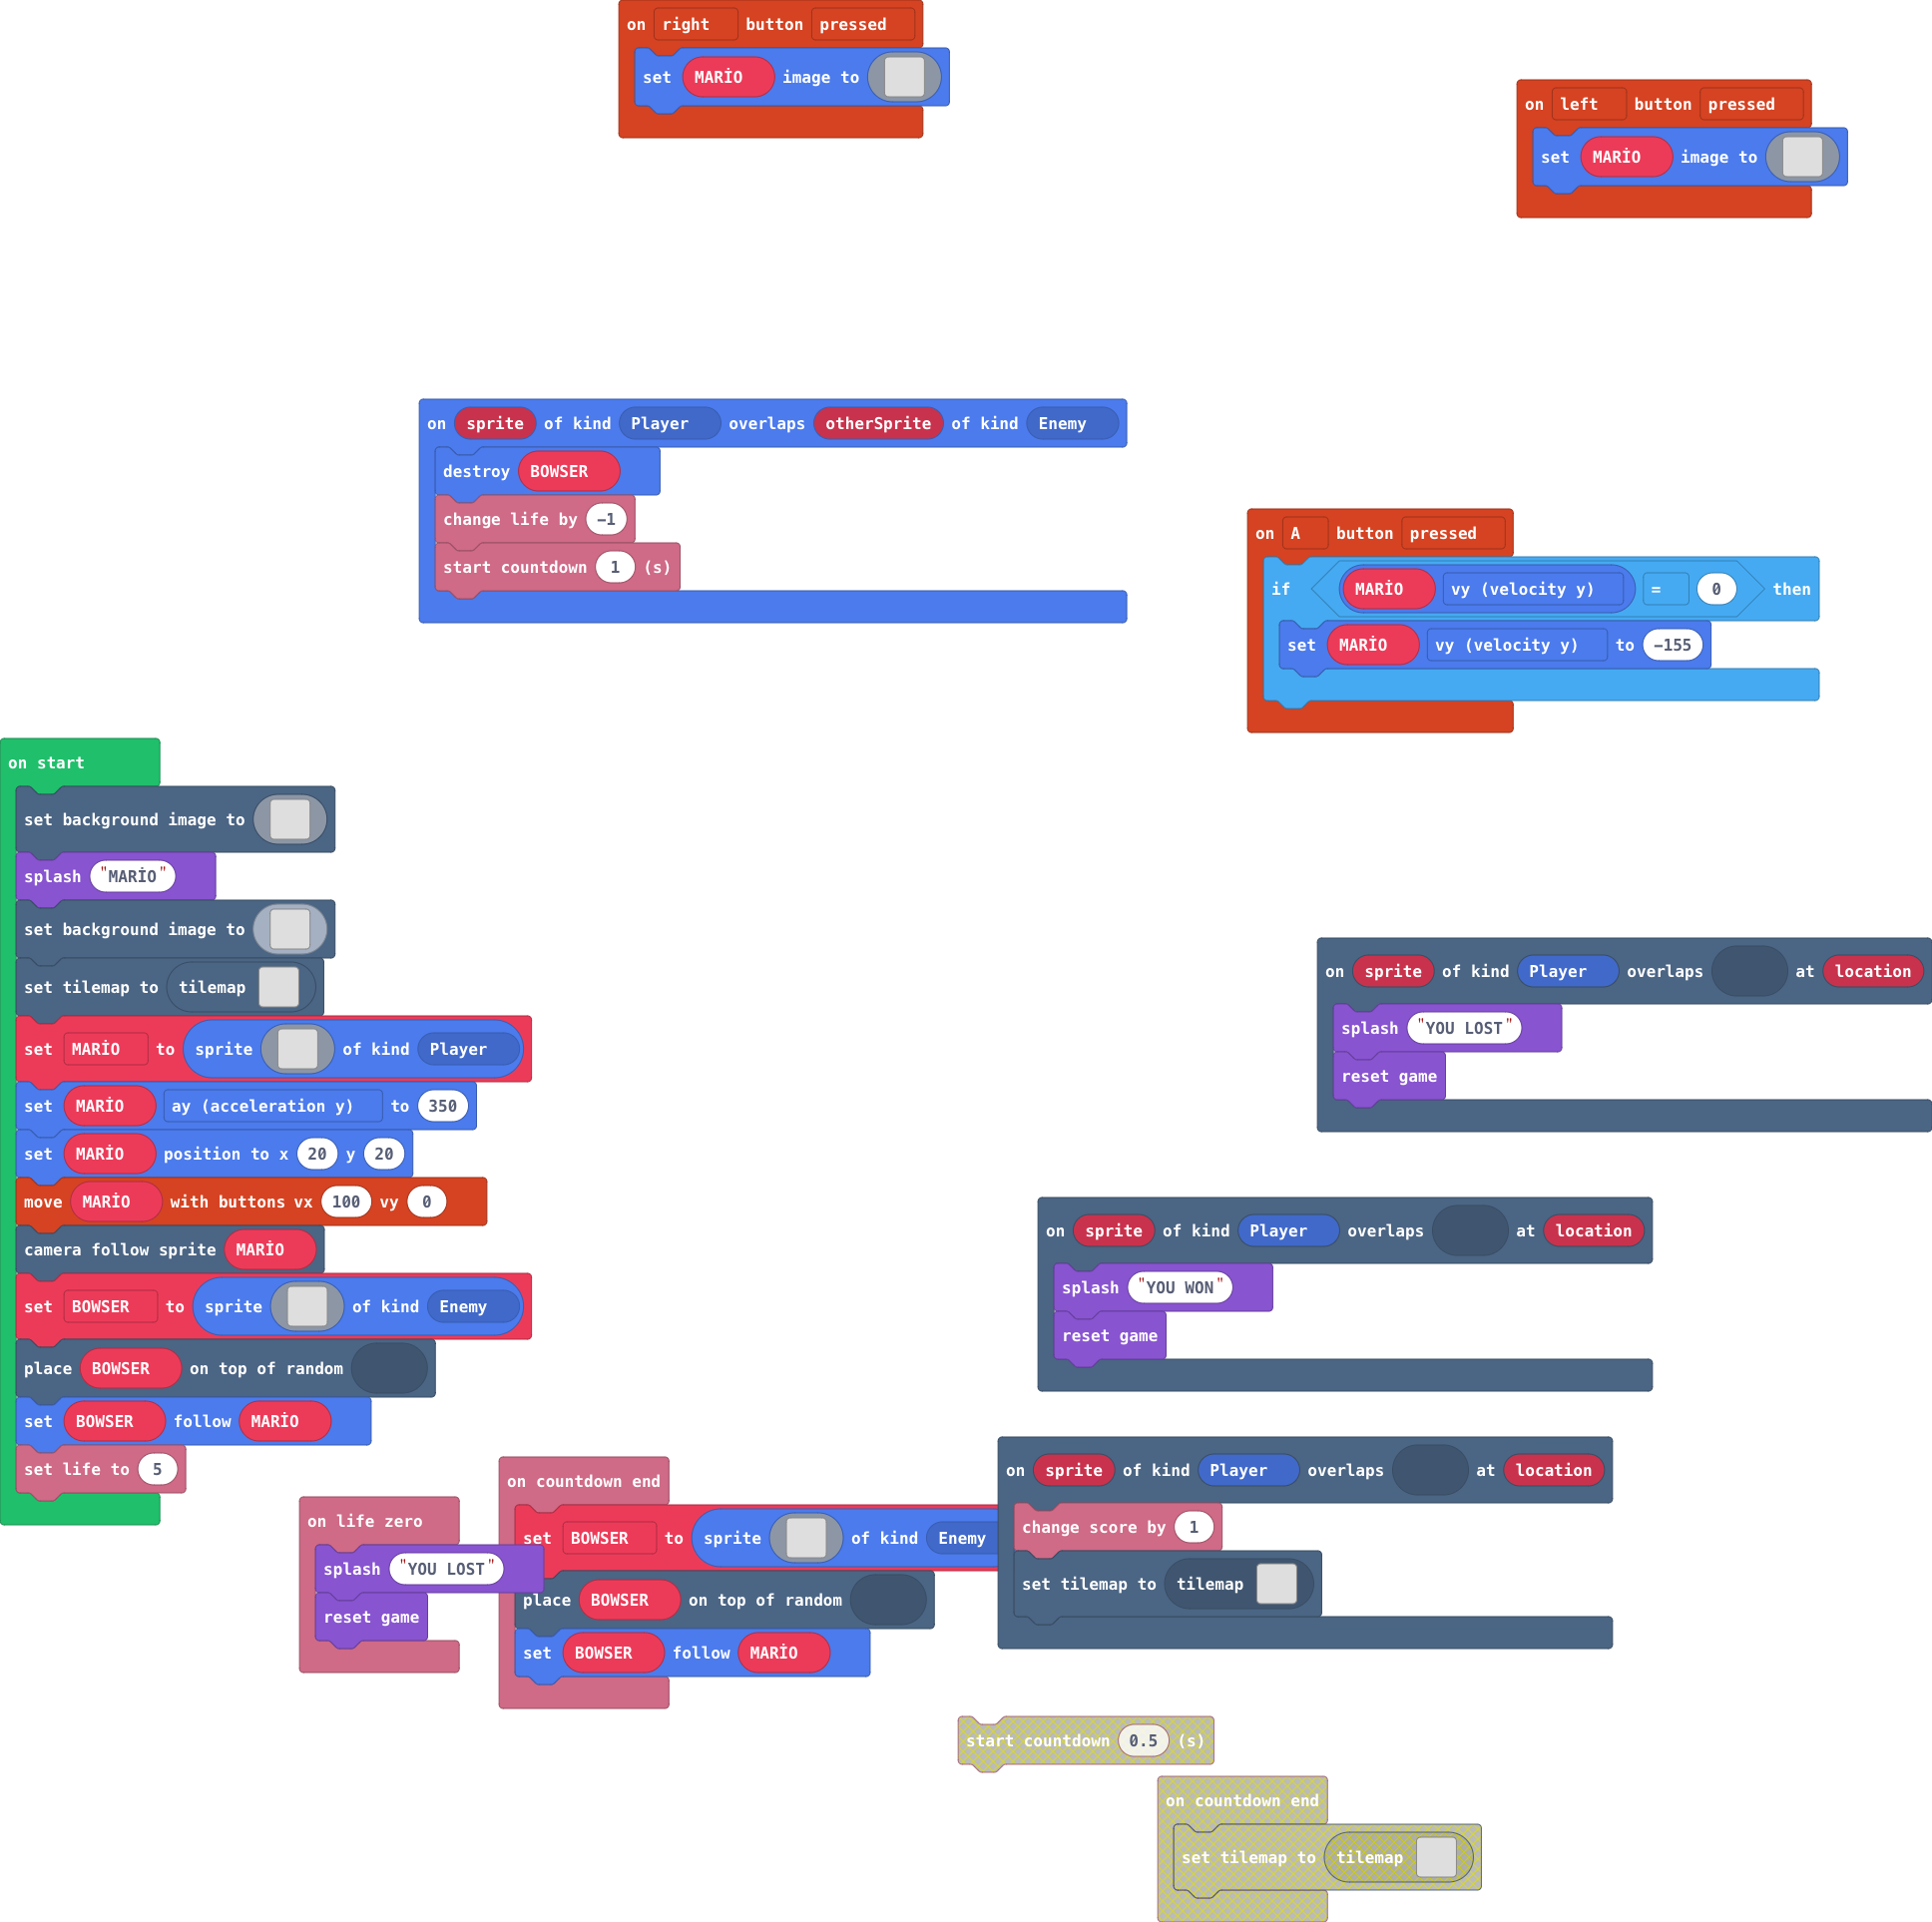 on right button pressed
set MARİO image to
on left button pressed
set MARİO image to
on sprite of kind Player overlaps otherSprite of kind Enemy
destroy BOWSER
change life by -1
start countdown 1 (s)
on A button pressed
if MARİO vy (velocity y) = 0 then
set MARİO vy (velocity y) to -155
on start
set background image to
splash "MARİO"
set background image to
set tilemap to tilemap
set MARİO to sprite of kind Player
set MARİO ay (acceleration y) to 350
set MARİO position to x 20 y 20
move MARİO with buttons vx 100 vy 0
camera follow sprite MARİO
set BOWSER to sprite of kind Enemy
place BOWSER on top of random
set BOWSER follow MARİO
set life to 5
on sprite of kind Player overlaps at location
splash "YOU LOST"
reset game
on sprite of kind Player overlaps at location
splash "YOU WON"
reset game
on life zero
splash "YOU LOST"
reset game
on countdown end
set BOWSER to sprite of kind Enemy
place BOWSER on top of random
set BOWSER follow MARİO
on sprite of kind Player overlaps at location
change score by 1
set tilemap to tilemap
start countdown 0.5 (s)
on countdown end
set tilemap to tilemap